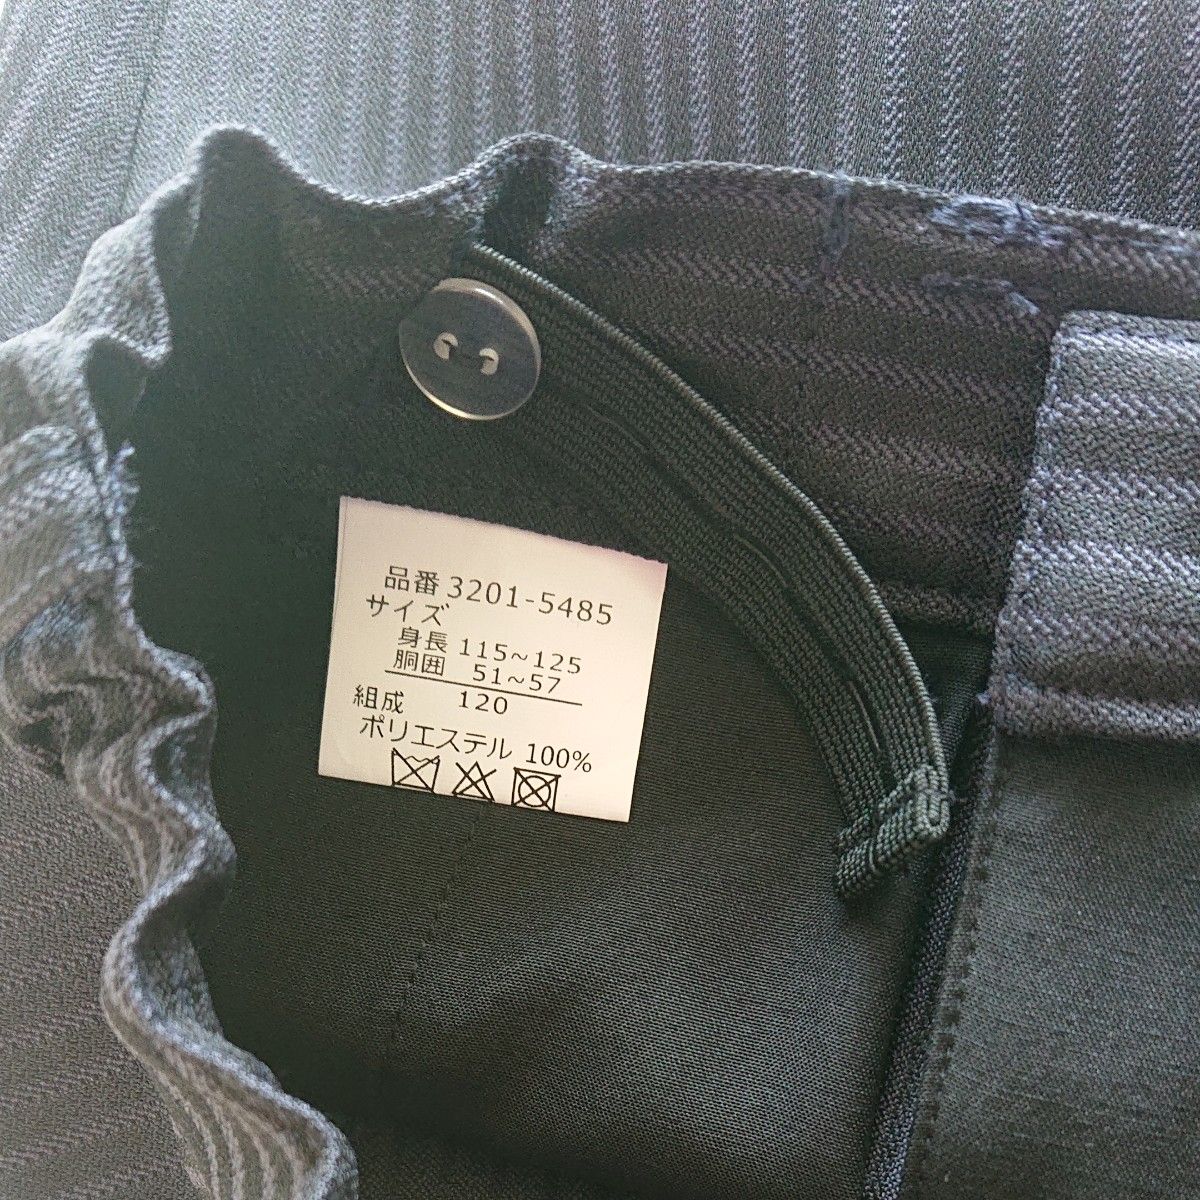 品番 3201-5485
サイズ
身長 115~125
胴囲 51~57
120
組成
ポリエステル 100%